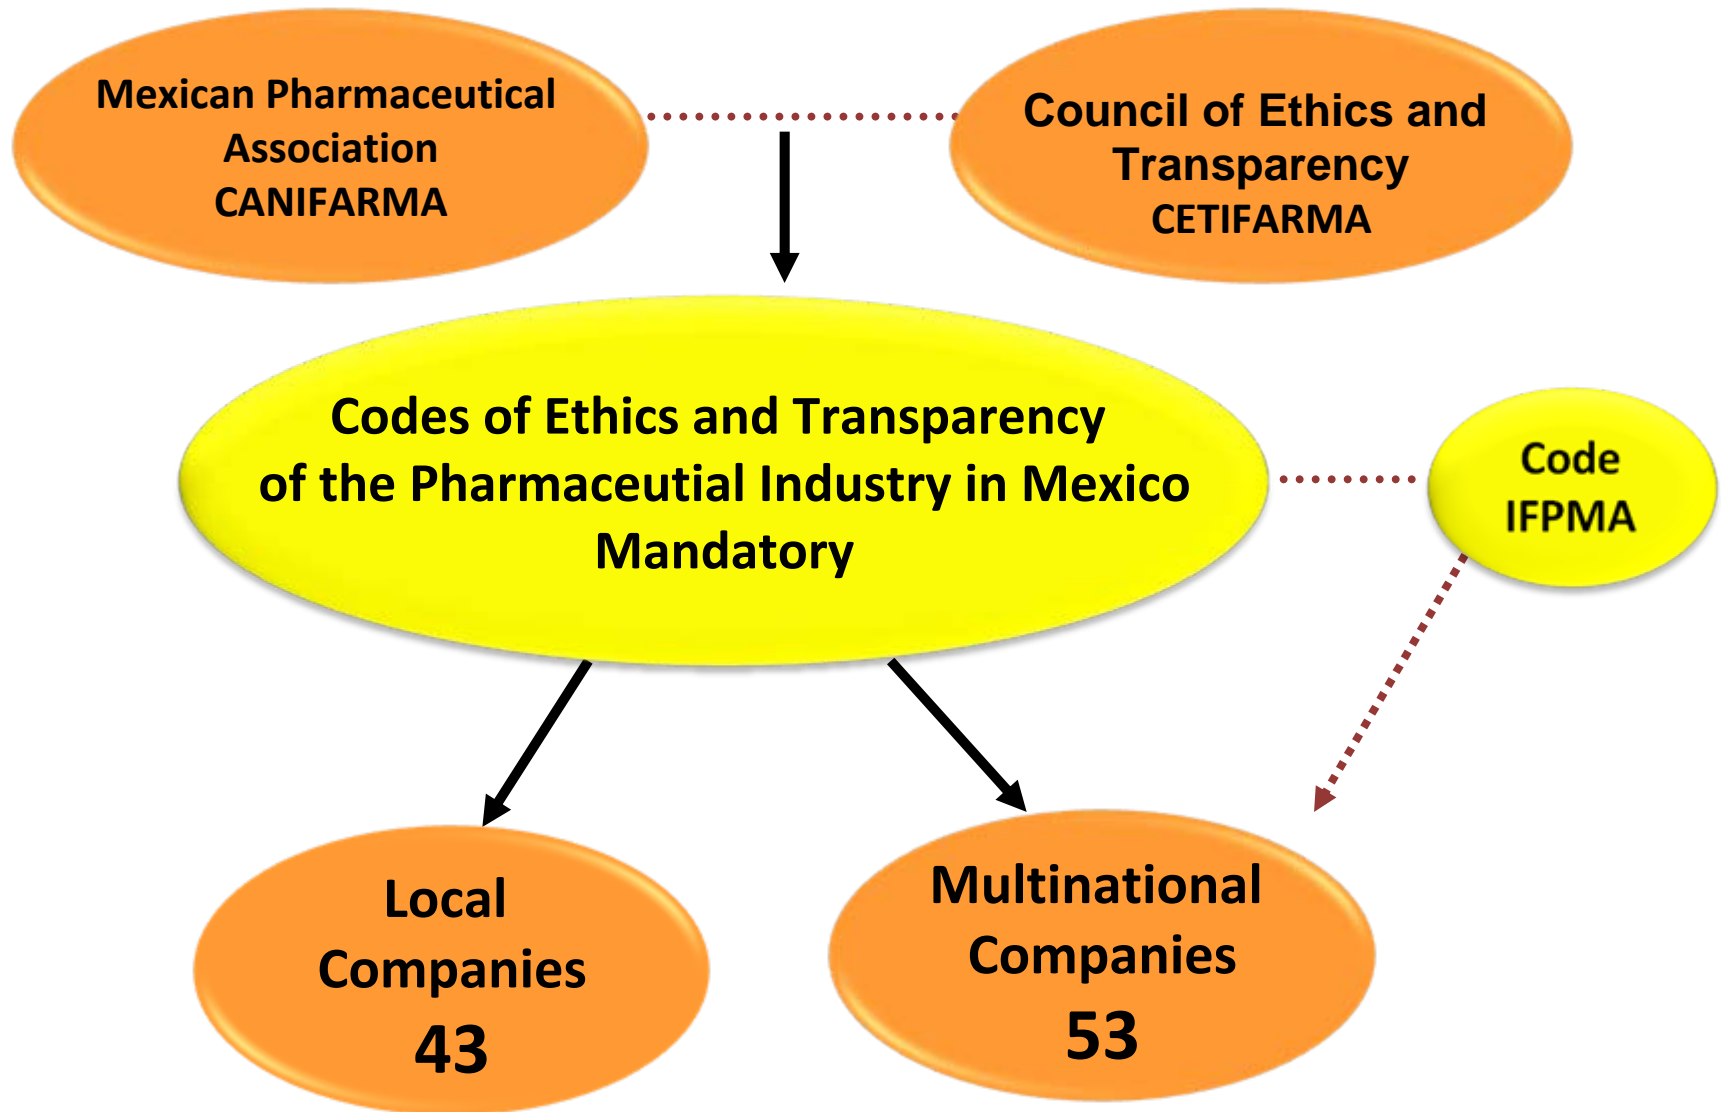 Mexican Pharmaceutical
Association
CANIFARMA
Council of Ethics and
Transparency
CETIFARMA
Codes of Ethics and Transparency
of the Pharmaceutial Industry in Mexico
Mandatory
Code
IFPMA
Local
Companies
43
Multinational
Companies
53